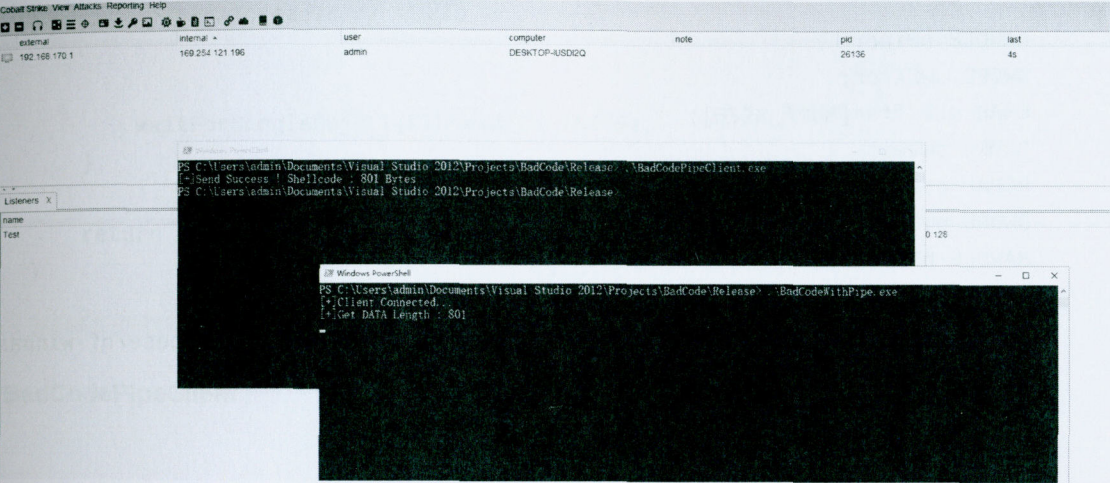 Cobalt Strike View Attacks Reporting Help
external internal user computer note pid last
192.168.170.1 169.254.121.196 admin DESKTOP-IUSDI2Q 26136 4s
Windows PowerShell
PS C:\Users\admin\Documents\Visual Studio 2012\Projects\BadCode\Release> .\BadCodePipeClient.exe
[+]Send Success ! Shellcode : 801 Bytes
PS C:\Users\admin\Documents\Visual Studio 2012\Projects\BadCode\Release>
Listeners X
name
Test
0.126
Windows PowerShell
PS C:\Users\admin\Documents\Visual Studio 2012\Projects\BadCode\Release> .\BadCodeWithPipe.exe
[+]Client Connected...
[+]Get DATA Length : 801